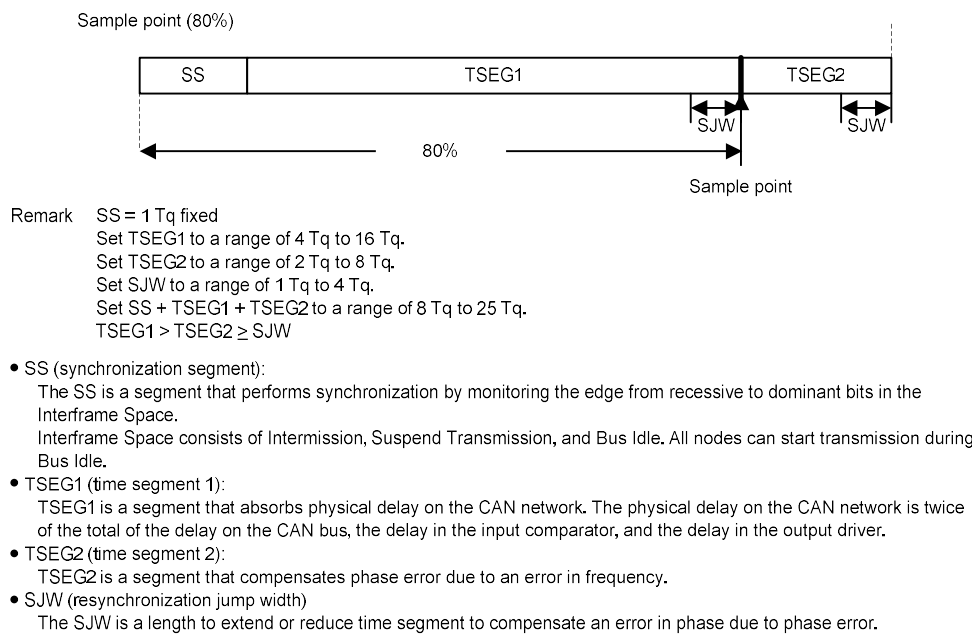 Sample point (80%)
SS TSEG1 TSEG2
SJW SJW
80%
Sample point
Remark SS = 1 Tq fixed
Set TSEG1 to a range of 4 Tq to 16 Tq.
Set TSEG2 to a range of 2 Tq to 8 Tq.
Set SJW to a range of 1 Tq to 4 Tq.
Set SS + TSEG1 + TSEG2 to a range of 8 Tq to 25 Tq.
TSEG1 > TSEG2 ≥ SJW
• SS (synchronization segment):
The SS is a segment that performs synchronization by monitoring the edge from recessive to dominant bits in the
Interframe Space.
Interframe Space consists of Intermission, Suspend Transmission, and Bus Idle. All nodes can start transmission during
Bus Idle.
• TSEG1 (time segment 1):
TSEG1 is a segment that absorbs physical delay on the CAN network. The physical delay on the CAN network is twice
of the total of the delay on the CAN bus, the delay in the input comparator, and the delay in the output driver.
• TSEG2 (time segment 2):
TSEG2 is a segment that compensates phase error due to an error in frequency.
• SJW (resynchronization jump width)
The SJW is a length to extend or reduce time segment to compensate an error in phase due to phase error.